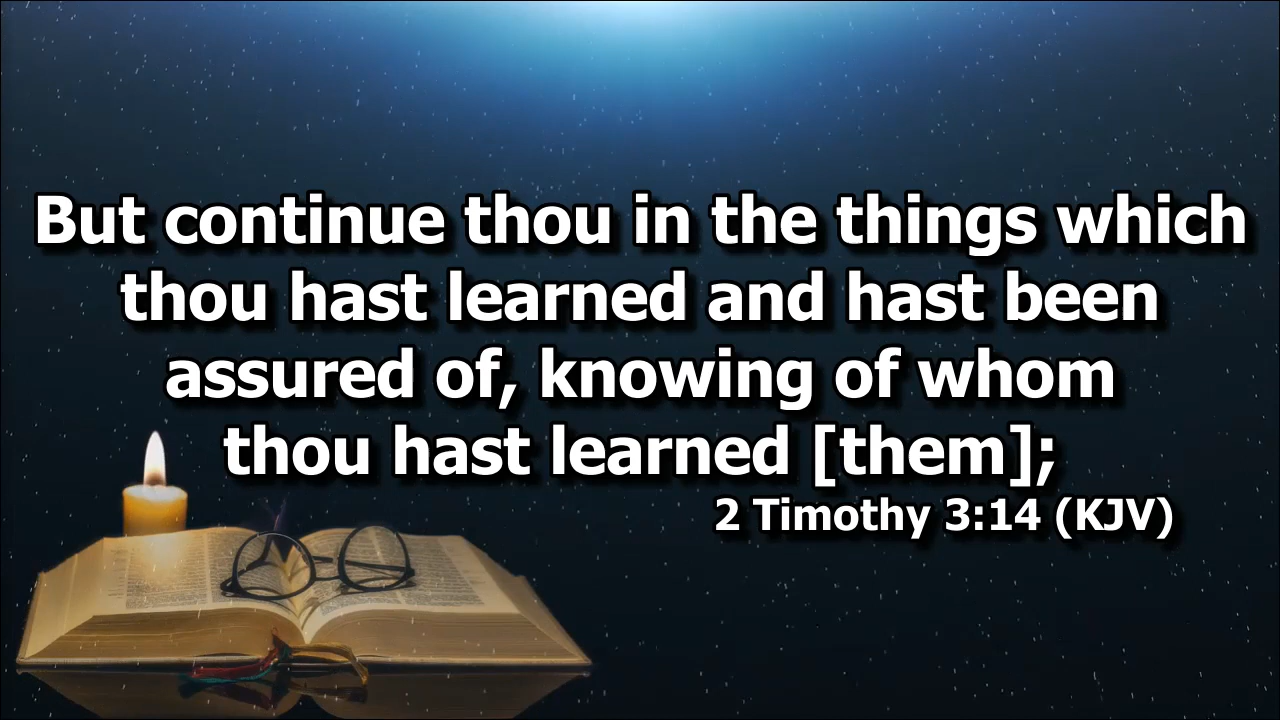 But continue thou in the things which
thou hast learned and hast been
assured of, knowing of whom
thou hast learned [them];
2 Timothy 3:14 (KJV)